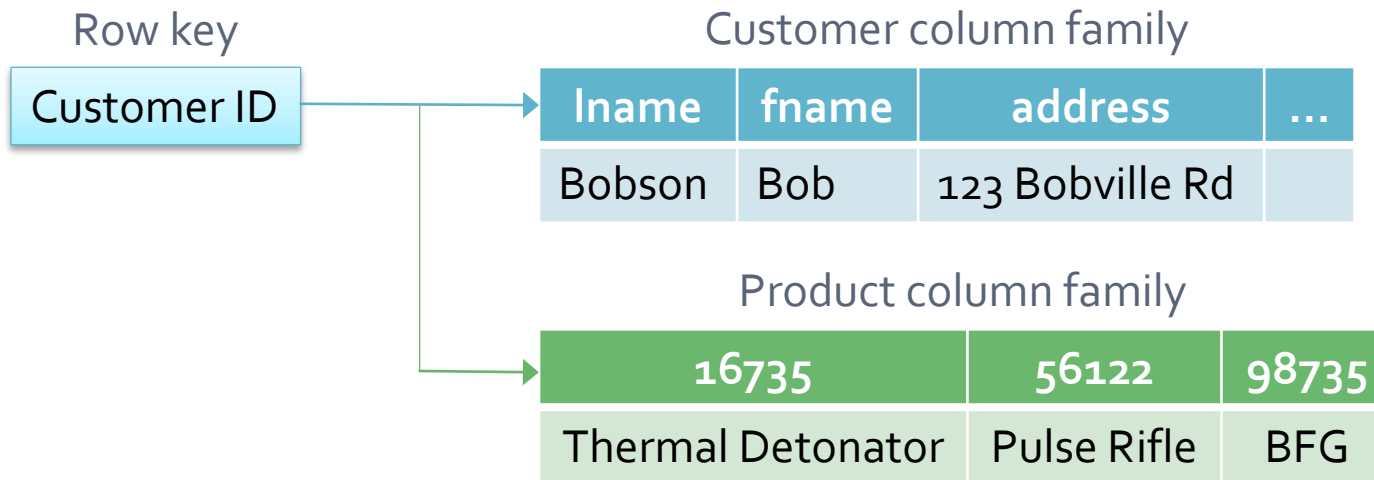 Row key
Customer ID
Customer column family
lname fname address ...
Bobson Bob 123 Bobville Rd
Product column family
16735 56122 98735
Thermal Detonator Pulse Rifle BFG